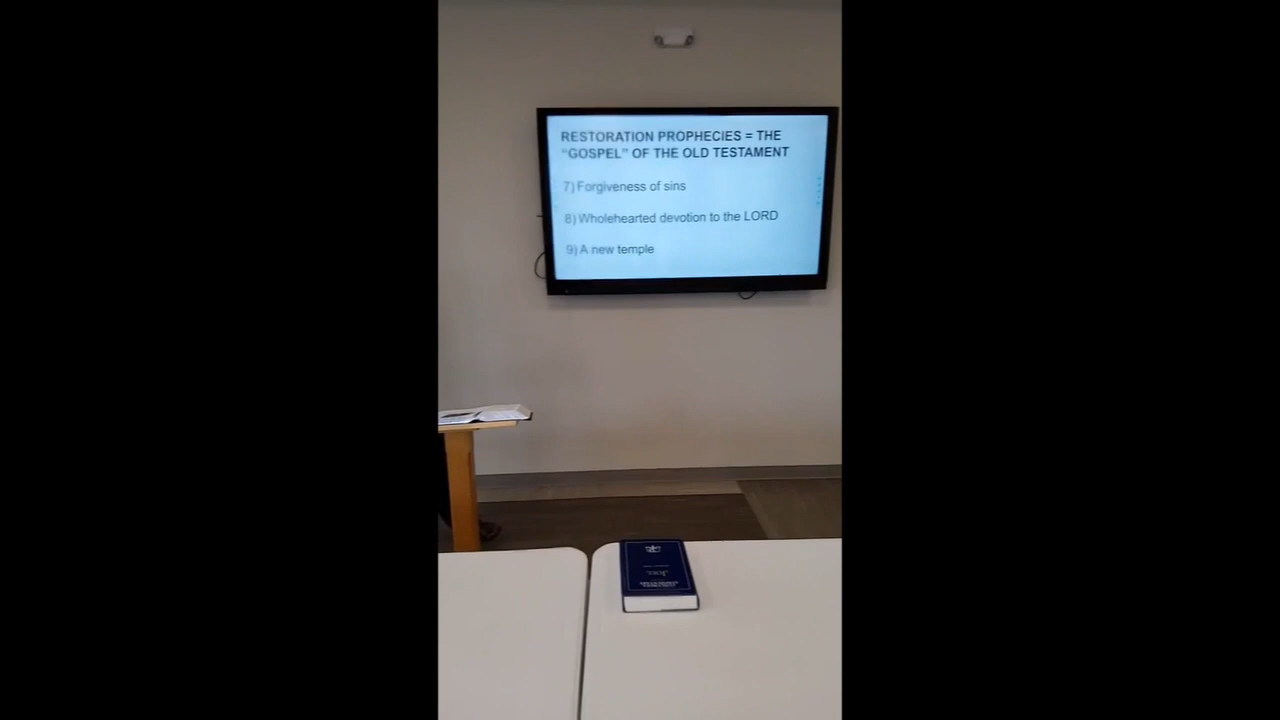 RESTORATION PROPHECIES = THE
“GOSPEL” OF THE OLD TESTAMENT
7) Forgiveness of sins
8) Wholehearted devotion to the LORD
9) A new temple
JOEL